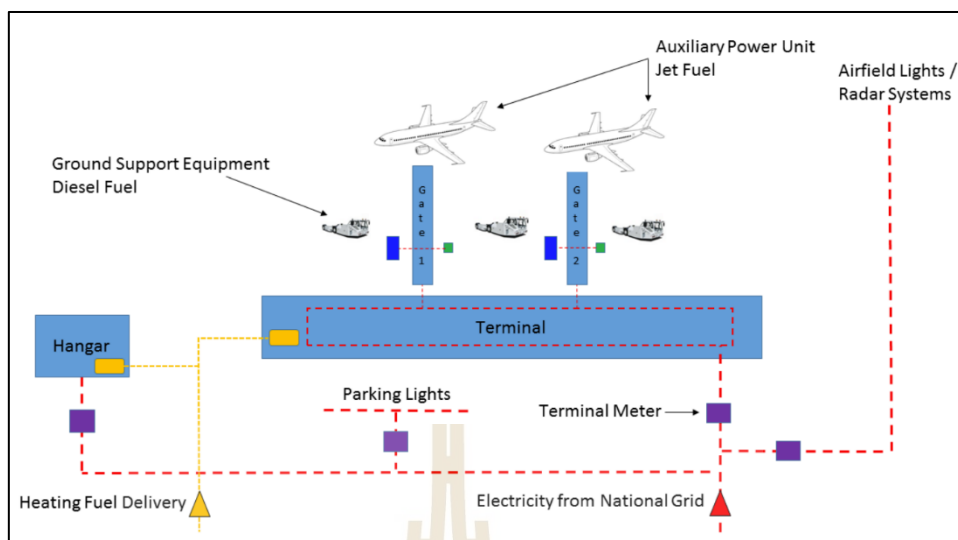 Auxiliary Power Unit
Jet Fuel
Airfield Lights /
Radar Systems
Ground Support Equipment
Diesel Fuel
Gate 1
Gate 2
Terminal
Hangar
Parking Lights
Terminal Meter
Heating Fuel Delivery
Electricity from National Grid